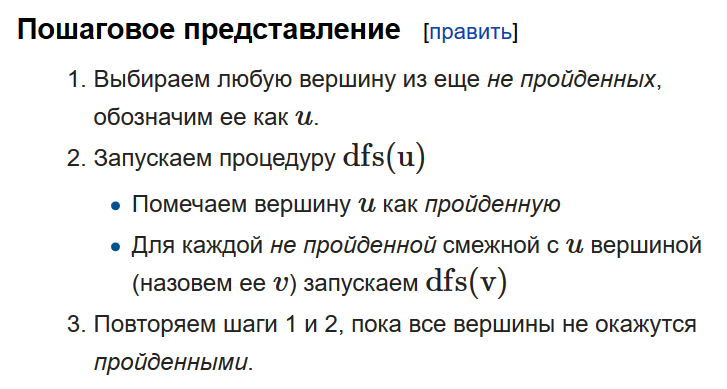 Пошаговое представление [править]
1. Выбираем любую вершину из еще не пройденных,
обозначим ее как u.
2. Запускаем процедуру dfs(u)
• Помечаем вершину u как пройденную
• Для каждой не пройденной смежной с u вершиной
(назовем ее v) запускаем dfs(v)
3. Повторяем шаги 1 и 2, пока все вершины не окажутся
пройденными.